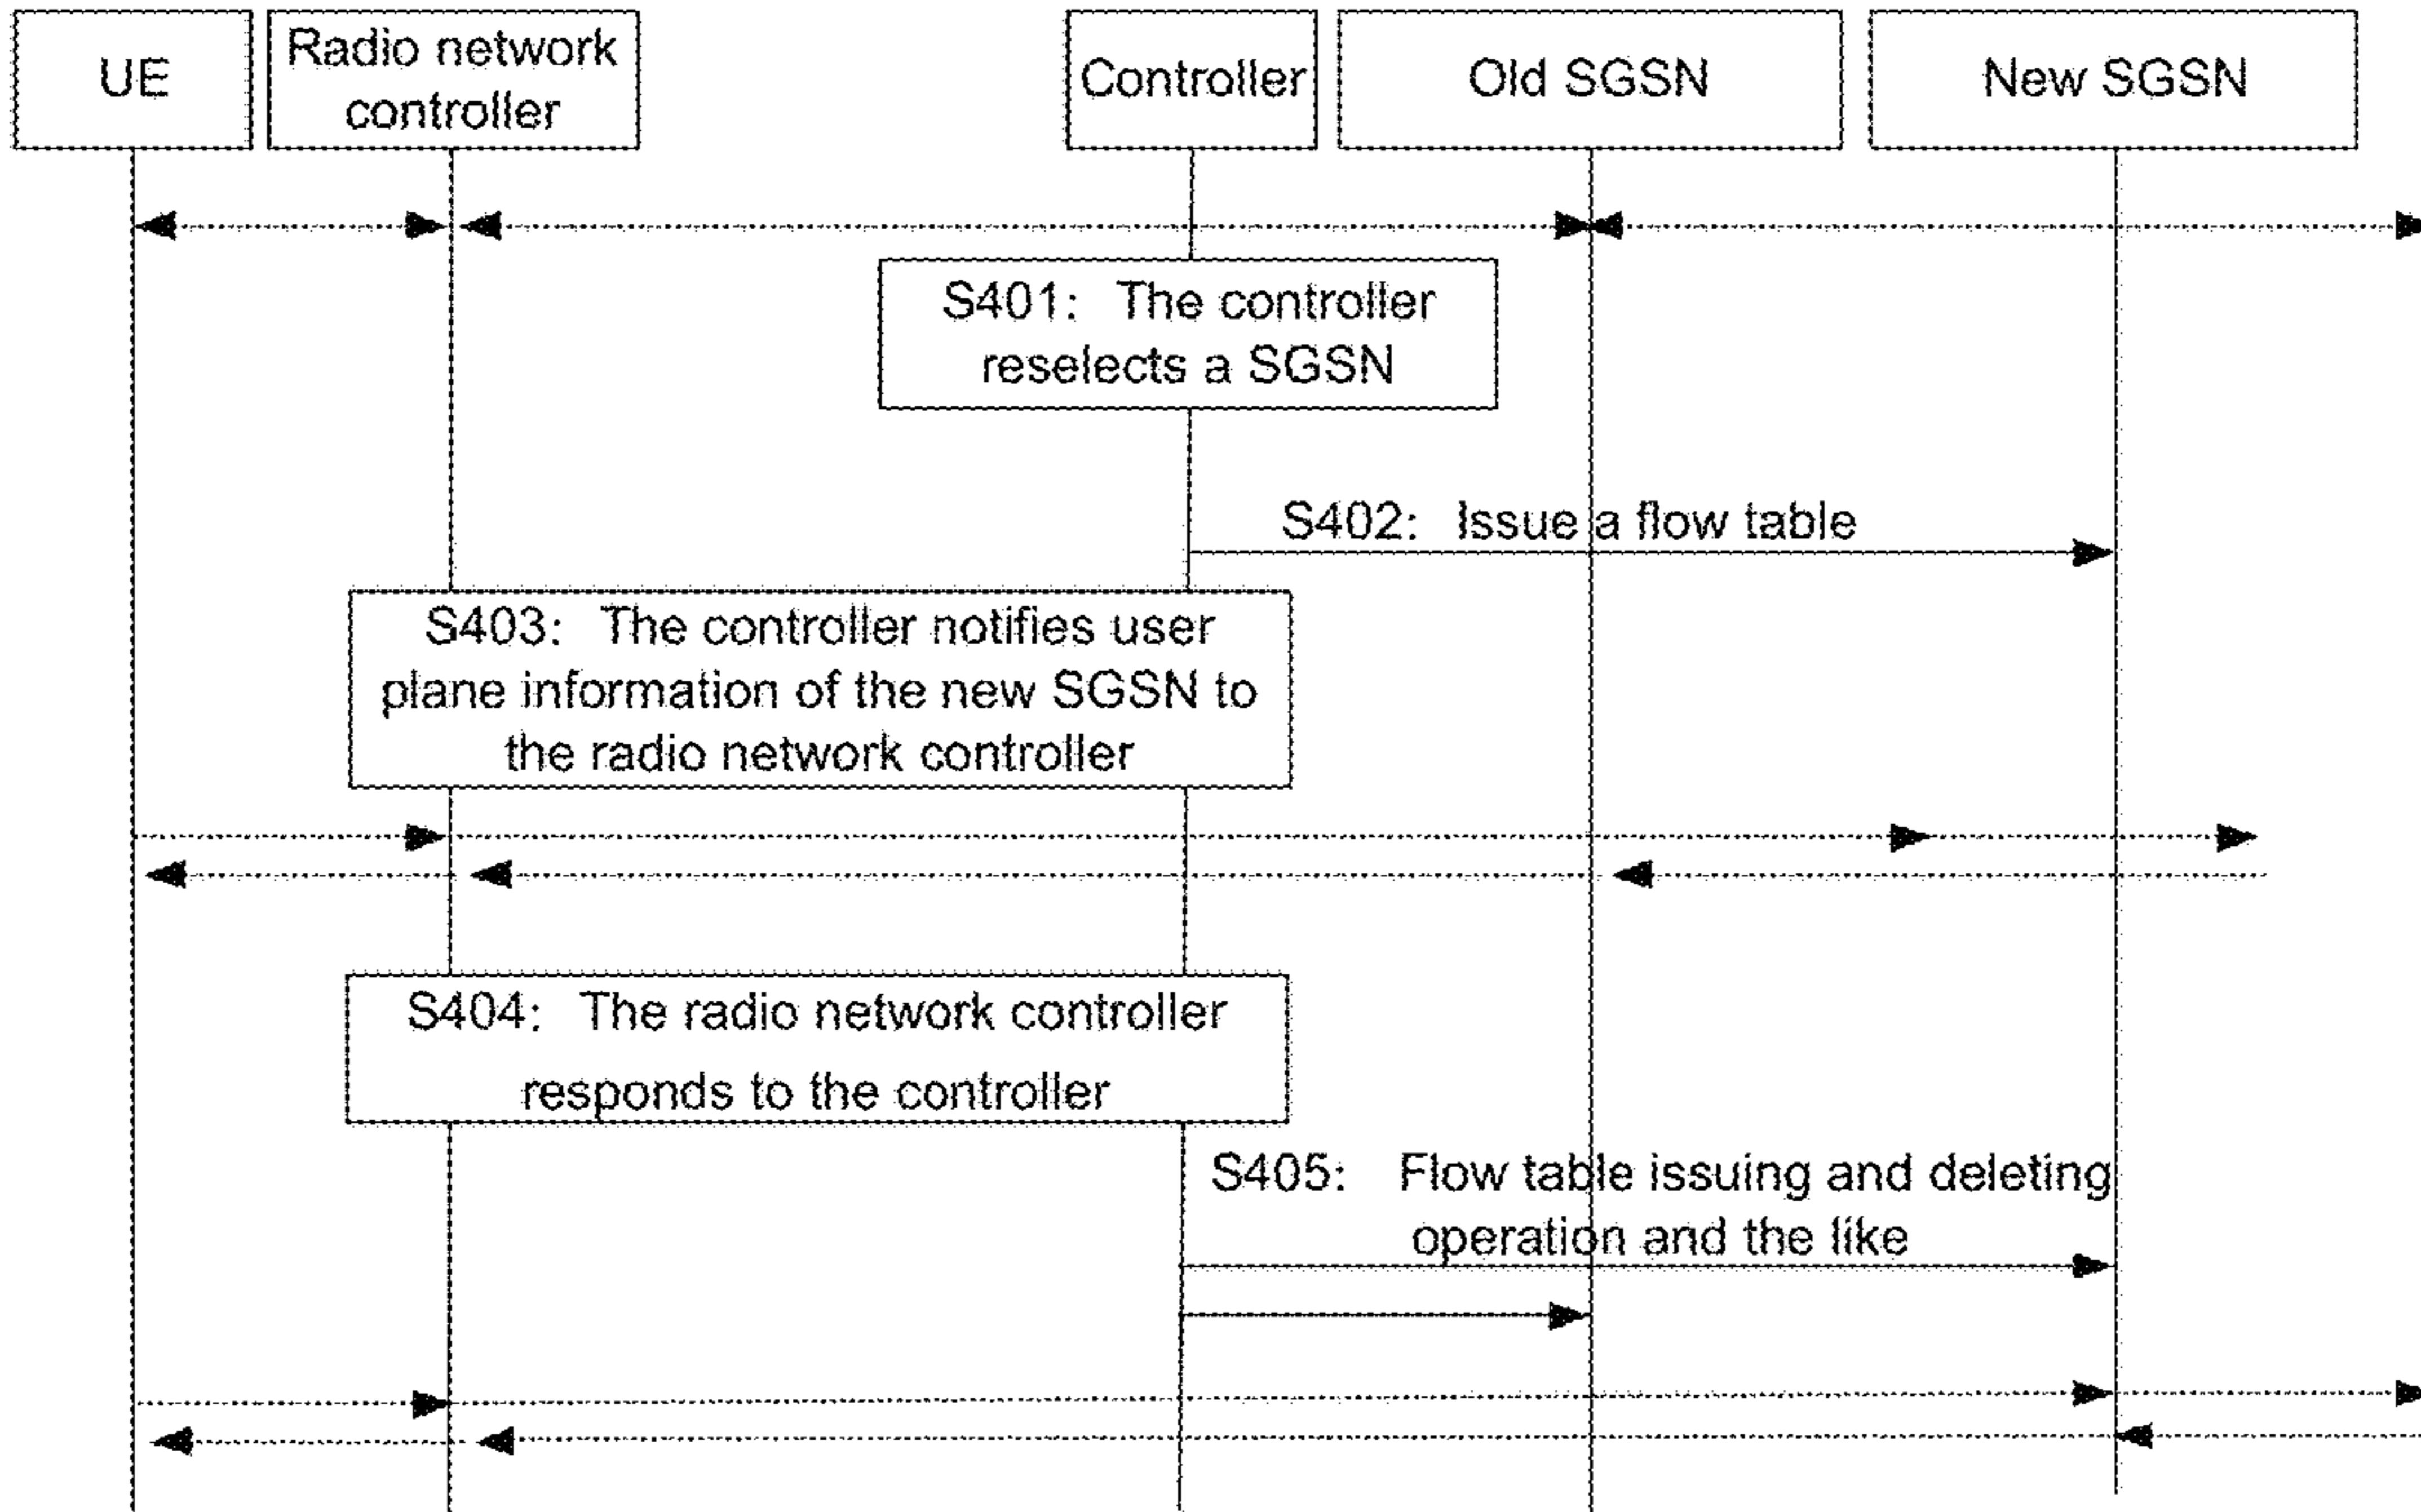 UE
Radio network
controller
Controller
Old SGSN
New SGSN
S401: The controller
reselects a SGSN
S402: Issue a flow table
S403: The controller notifies user
plane information of the new SGSN to
the radio network controller
S404: The radio network controller
responds to the controller
S405: Flow table issuing and deleting
operation and the like